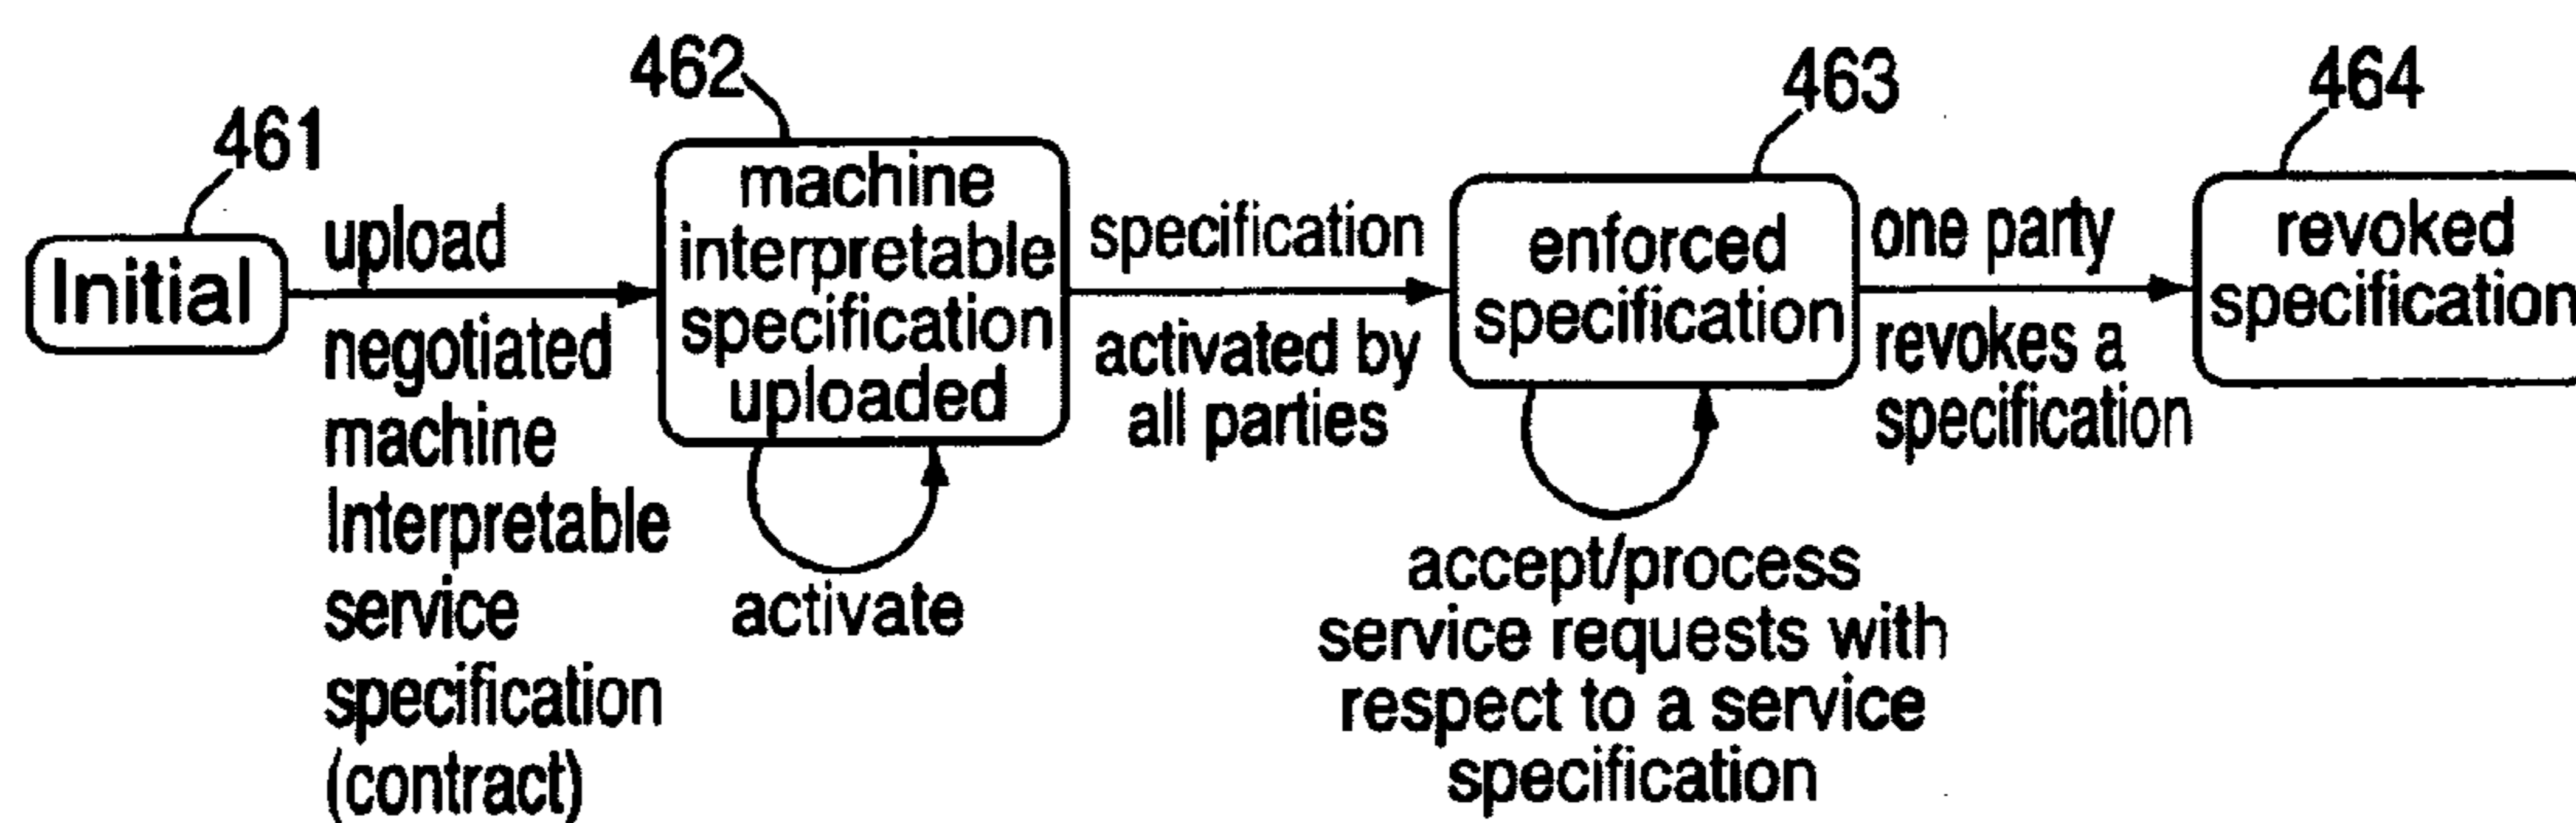 461
Initial
upload
negotiated
machine
Interpretable
service
specification
(contract)
462
machine
interpretable
specification
uploaded
activate
specification
activated by
all parties
463
enforced
specification
accept/process
service requests with
respect to a service
specification
one party
revokes a
specification
464
revoked
specification